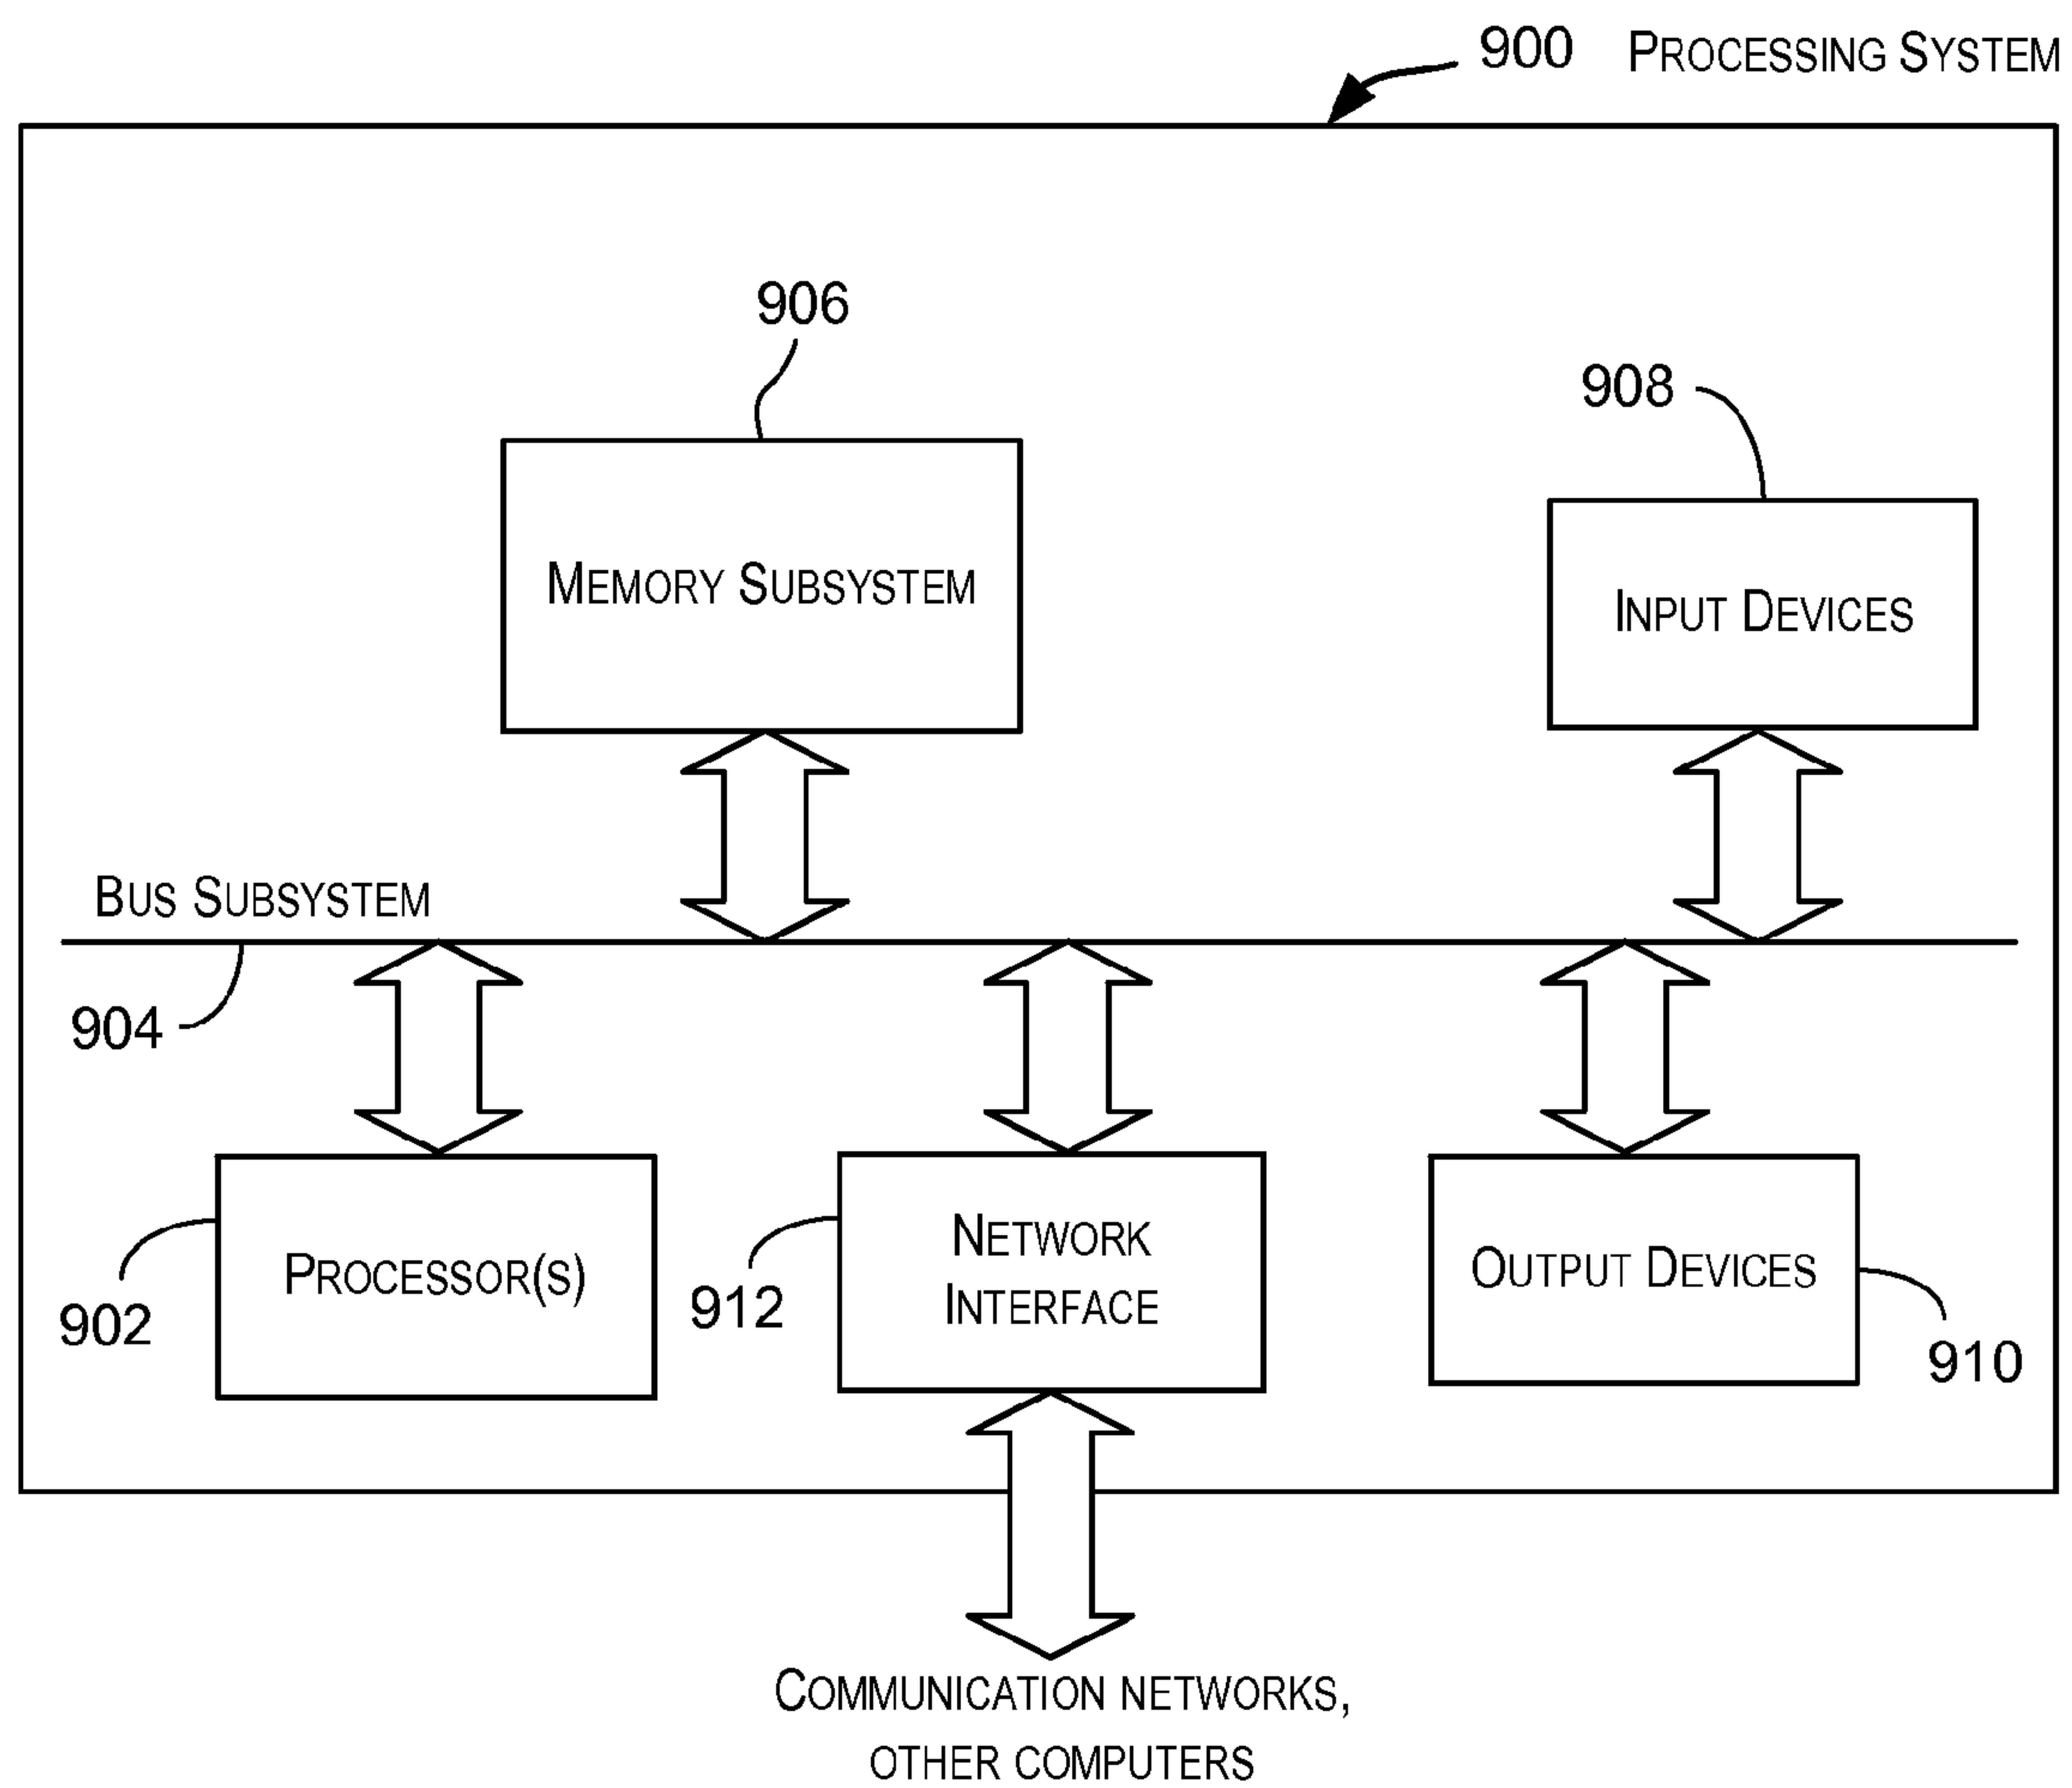 900 PROCESSING SYSTEM
906
908
MEMORY SUBSYSTEM
INPUT DEVICES
BUS SUBSYSTEM
904
PROCESSOR(S)
902
NETWORK
INTERFACE
912
OUTPUT DEVICES
910
COMMUNICATION NETWORKS,
OTHER COMPUTERS